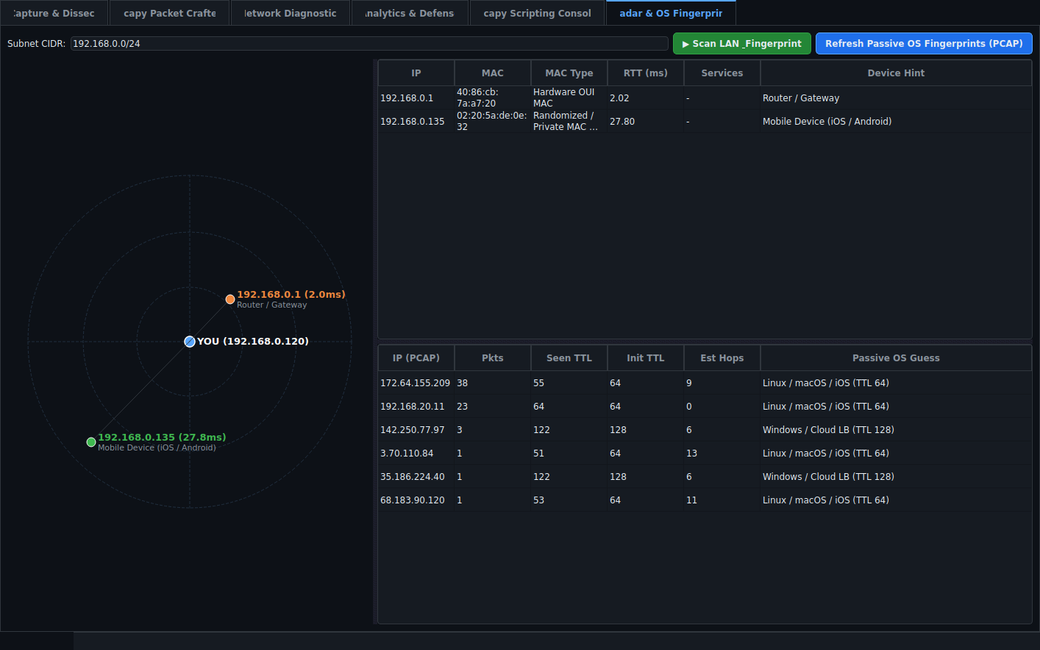 apture & Dissec
capy Packet Crafte
etwork Diagnostic
nalytics & Defens
capy Scripting Consol
adar & OS Fingerprir
Subnet CIDR: 192.168.0.0/24
▶ Scan LAN _Fingerprint
Refresh Passive OS Fingerprints (PCAP)
IP MAC MAC Type RTT (ms) Services Device Hint
192.168.0.1 40:86:cb:7a:a7:20 Hardware OUI MAC 2.02 - Router / Gateway
192.168.0.135 02:20:5a:de:0e:32 Randomized / Private MAC ... 27.80 - Mobile Device (iOS / Android)
192.168.0.1 (2.0ms)
Router / Gateway
YOU (192.168.0.120)
192.168.0.135 (27.8ms)
Mobile Device (iOS / Android)
IP (PCAP) Pkts Seen TTL Init TTL Est Hops Passive OS Guess
172.64.155.209 38 55 64 9 Linux / macOS / iOS (TTL 64)
192.168.20.11 23 64 64 0 Linux / macOS / iOS (TTL 64)
142.250.77.97 3 122 128 6 Windows / Cloud LB (TTL 128)
3.70.110.84 1 51 64 13 Linux / macOS / iOS (TTL 64)
35.186.224.40 1 122 128 6 Windows / Cloud LB (TTL 128)
68.183.90.120 1 53 64 11 Linux / macOS / iOS (TTL 64)